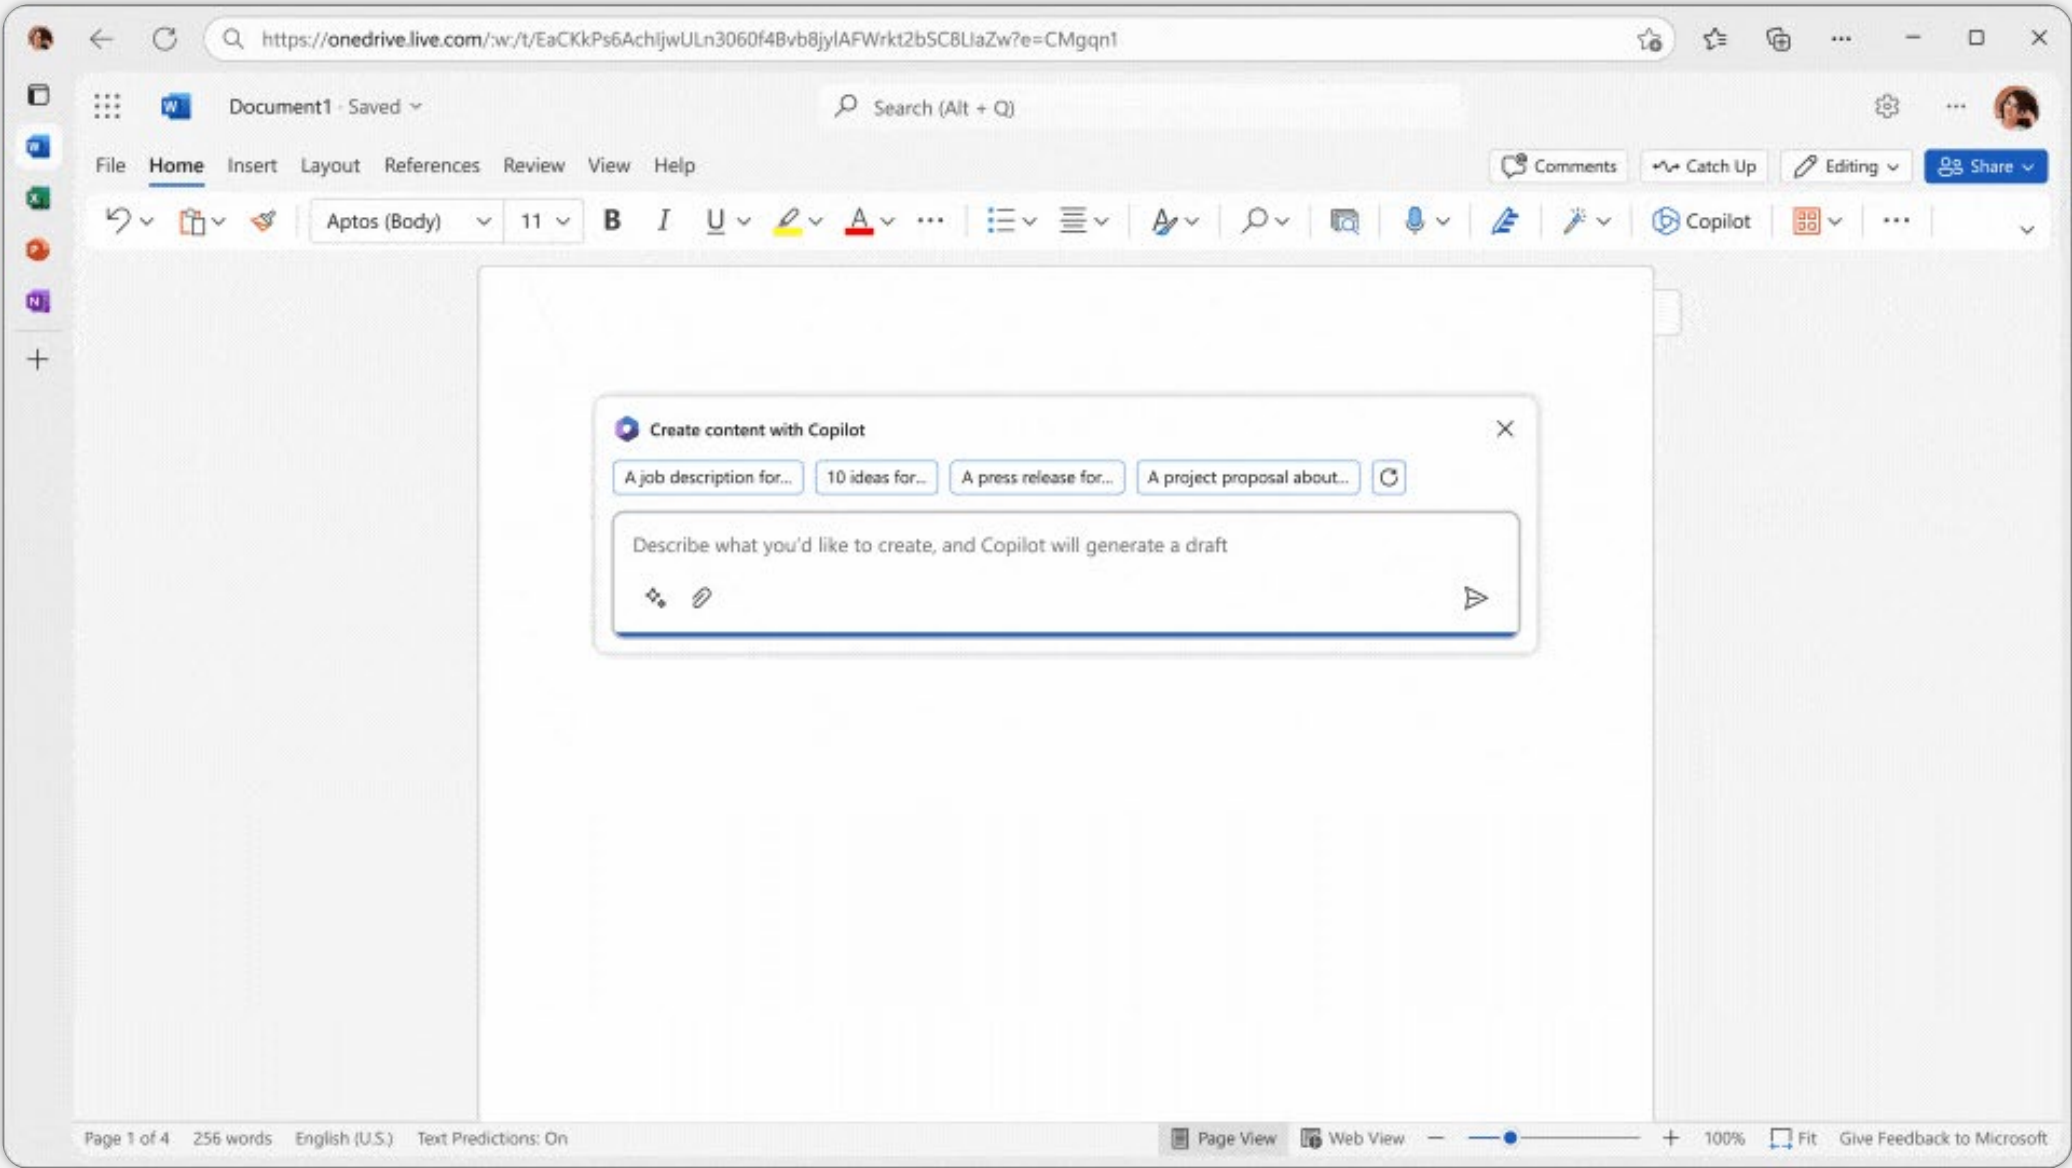 https://onedrive.live.com/:w:/t/EaCKkPs6AchIjwULn3060f4Bvb8jylAFWrkt2bSC8LIaZw?e=CMgqn1
Document1 · Saved
Search (Alt + Q)
File Home Insert Layout References Review View Help
Comments Catch Up Editing Share
Aptos (Body) 11 B I U A Copilot
Create content with Copilot
A job description for... 10 ideas for... A press release for... A project proposal about...
Describe what you'd like to create, and Copilot will generate a draft
Page 1 of 4 256 words English (U.S.) Text Predictions: On Page View Web View 100% Fit Give Feedback to Microsoft